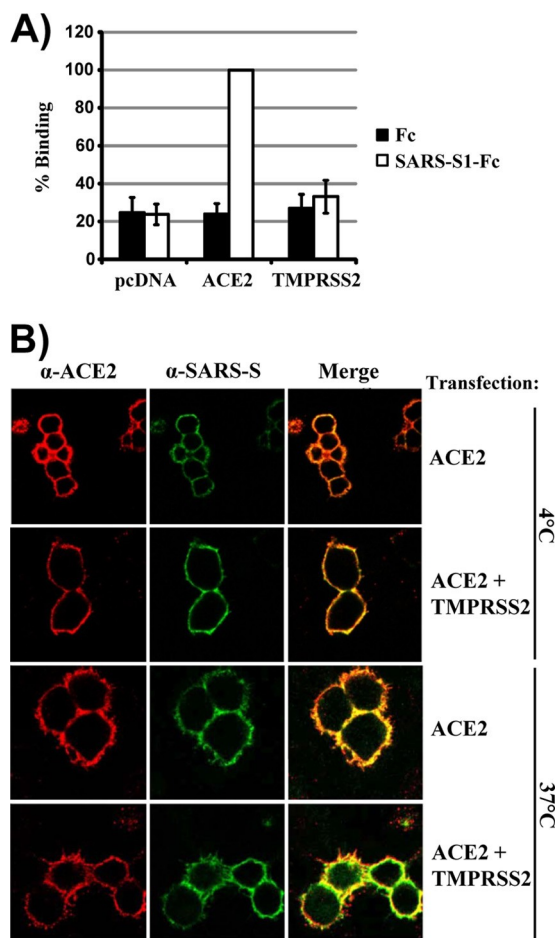 A)
120
100
80
60
40
20
0
% Binding
pcDNA ACE2 TMPRSS2
Fc
SARS-S1-Fc
B)
α-ACE2 α-SARS-S Merge Transfection:
ACE2
ACE2 +
TMPRSS2
4°C
ACE2
ACE2 +
TMPRSS2
37°C